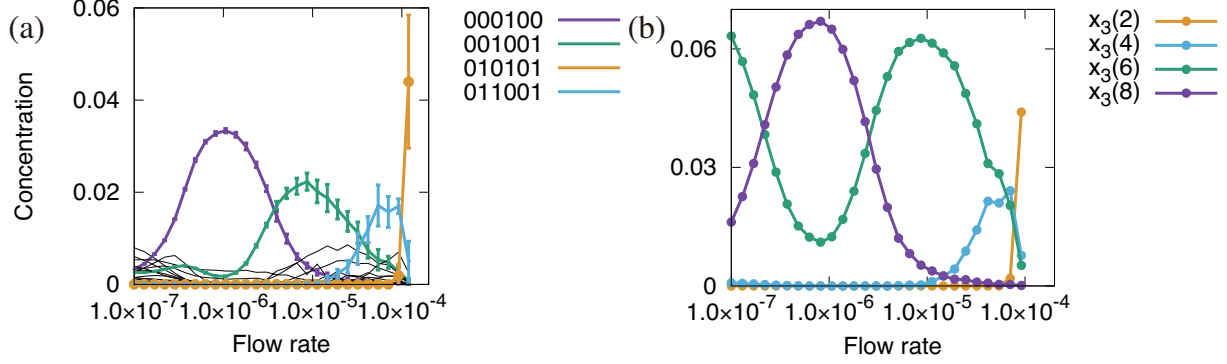 (a)
0.06
0.04
0.02
0
Concentration
1.0×10⁻⁷
1.0×10⁻⁶
1.0×10⁻⁵
1.0×10⁻⁴
Flow rate
000100
001001
010101
011001
(b)
0.06
0.03
0
1.0×10⁻⁷
1.0×10⁻⁶
1.0×10⁻⁵
1.0×10⁻⁴
Flow rate
x₃(2)
x₃(4)
x₃(6)
x₃(8)